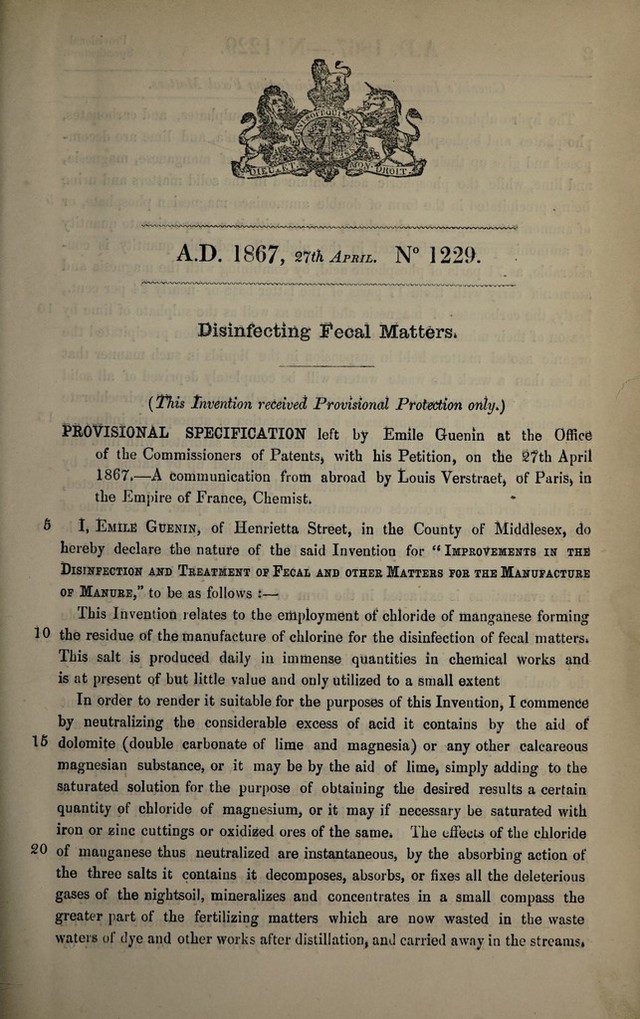 DIEU ET MON DROIT
A.D. 1867, 27th APRIL. Nº 1229.
Disinfecting Fecal Matters.
(This Invention received Provisional Protection only.)
PROVISIONAL SPECIFICATION left by Emile Guenin at the Office
of the Commissioners of Patents, with his Petition, on the 27th April
1867.—A communication from abroad by Louis Verstraet, of Paris, in
the Empire of France, Chemist.
5 I, EMILE GUENIN, of Henrietta Street, in the County of Middlesex, do
hereby declare the nature of the said Invention for “IMPROVEMENTS IN THE
DISINFECTION AND TREATMENT OF FECAL AND OTHER MATTERS FOR THE MANUFACTURE
OF MANURE,” to be as follows :—
This Invention relates to the employment of chloride of manganese forming
10 the residue of the manufacture of chlorine for the disinfection of fecal matters.
This salt is produced daily in immense quantities in chemical works and
is at present of but little value and only utilized to a small extent
In order to render it suitable for the purposes of this Invention, I commence
by neutralizing the considerable excess of acid it contains by the aid of
15 dolomite (double carbonate of lime and magnesia) or any other calcareous
magnesian substance, or it may be by the aid of lime, simply adding to the
saturated solution for the purpose of obtaining the desired results a certain
quantity of chloride of magnesium, or it may if necessary be saturated with
iron or zinc cuttings or oxidized ores of the same. The effects of the chloride
20 of manganese thus neutralized are instantaneous, by the absorbing action of
the three salts it contains it decomposes, absorbs, or fixes all the deleterious
gases of the nightsoil, mineralizes and concentrates in a small compass the
greater part of the fertilizing matters which are now wasted in the waste
waters of dye and other works after distillation, and carried away in the streams.